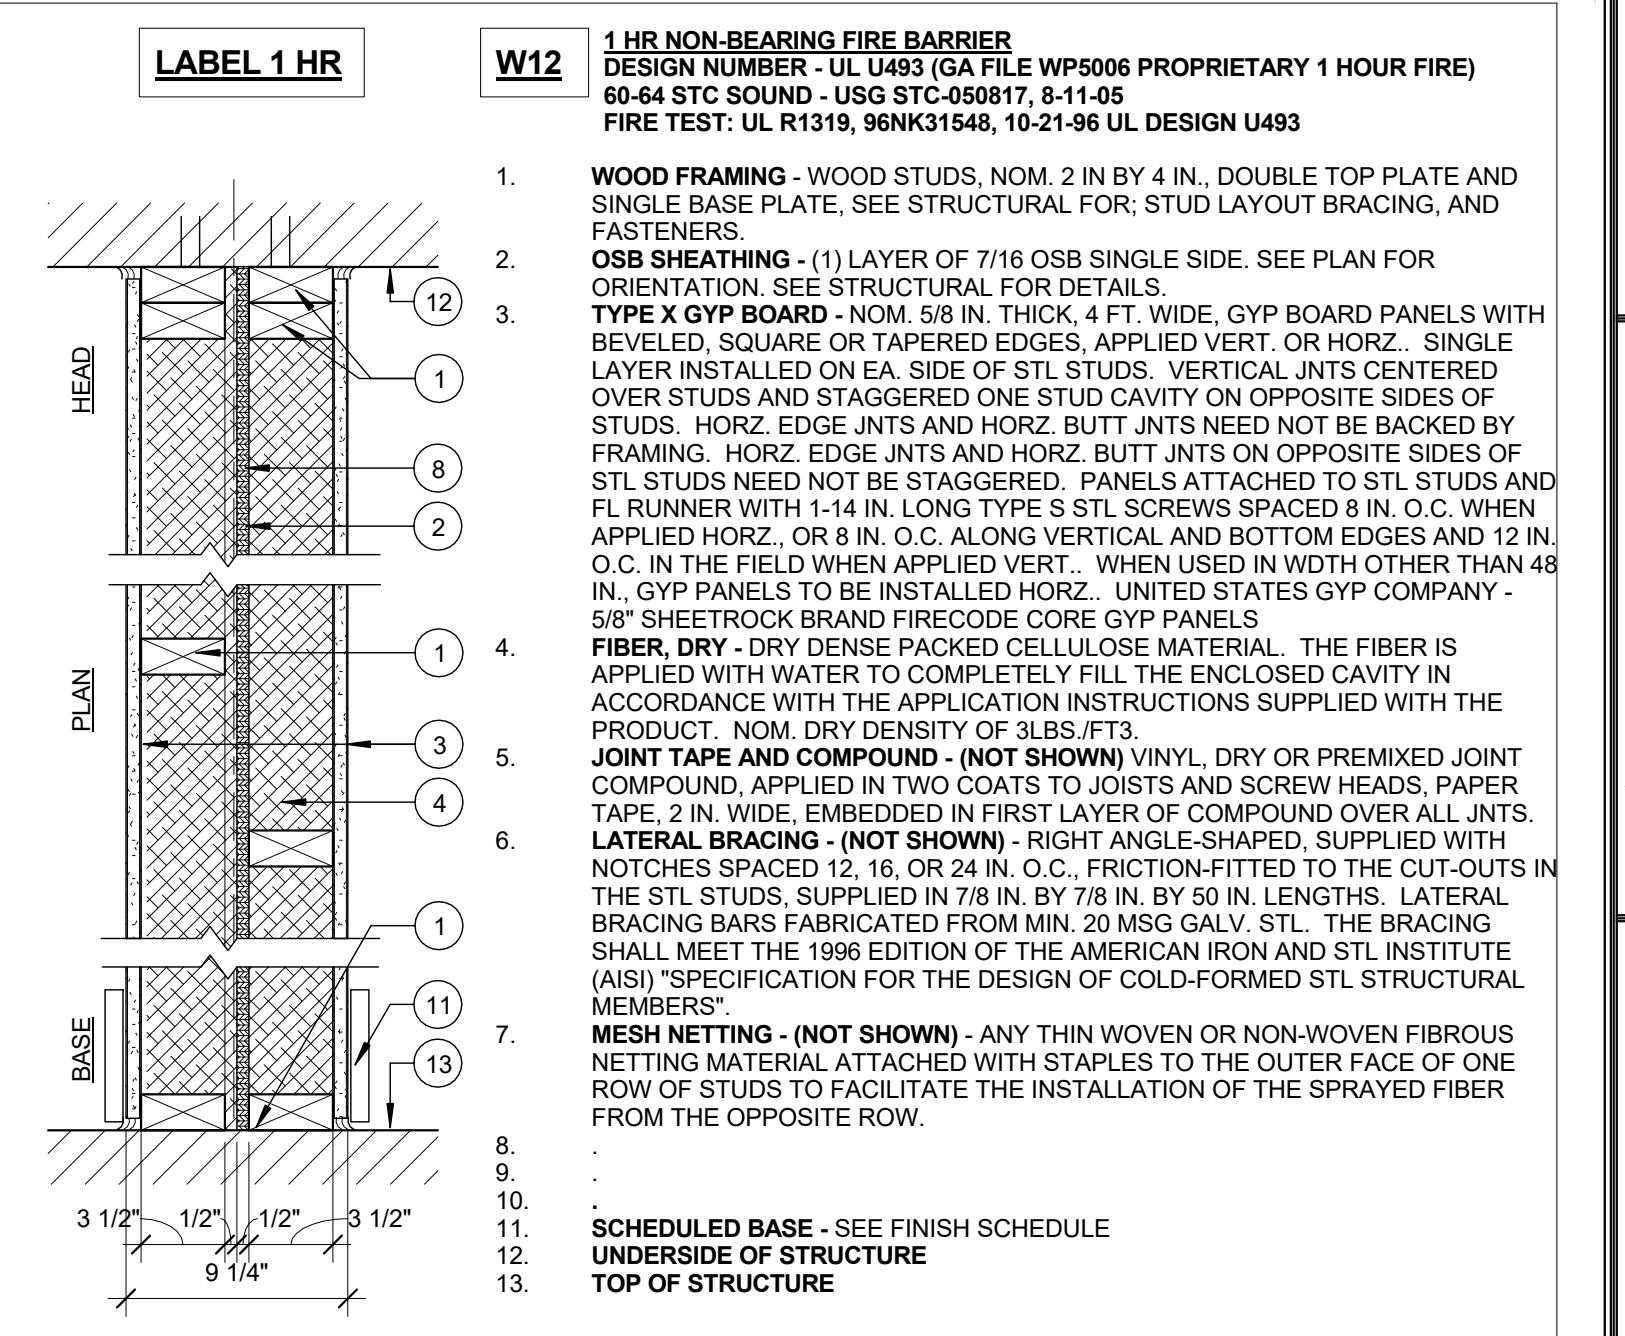 LABEL 1 HR
W12
1 HR NON-BEARING FIRE BARRIER
DESIGN NUMBER - UL U493 (GA FILE WP5006 PROPRIETARY 1 HOUR FIRE)
60-64 STC SOUND - USG STC-050817, 8-11-05
FIRE TEST: UL R1319, 96NK31548, 10-21-96 UL DESIGN U493
HEAD
12
1
8
2
PLAN
1
3
4
BASE
1
11
13
3 1/2" 1/2" 1/2" 3 1/2"
9 1/4"
1. WOOD FRAMING - WOOD STUDS, NOM. 2 IN BY 4 IN., DOUBLE TOP PLATE AND
SINGLE BASE PLATE, SEE STRUCTURAL FOR; STUD LAYOUT BRACING, AND
FASTENERS.
2. OSB SHEATHING - (1) LAYER OF 7/16 OSB SINGLE SIDE. SEE PLAN FOR
ORIENTATION. SEE STRUCTURAL FOR DETAILS.
3. TYPE X GYP BOARD - NOM. 5/8 IN. THICK, 4 FT. WIDE, GYP BOARD PANELS WITH
BEVELED, SQUARE OR TAPERED EDGES, APPLIED VERT. OR HORZ.. SINGLE
LAYER INSTALLED ON EA. SIDE OF STL STUDS. VERTICAL JNTS CENTERED
OVER STUDS AND STAGGERED ONE STUD CAVITY ON OPPOSITE SIDES OF
STUDS. HORZ. EDGE JNTS AND HORZ. BUTT JNTS NEED NOT BE BACKED BY
FRAMING. HORZ. EDGE JNTS AND HORZ. BUTT JNTS ON OPPOSITE SIDES OF
STL STUDS NEED NOT BE STAGGERED. PANELS ATTACHED TO STL STUDS AND
FL RUNNER WITH 1-14 IN. LONG TYPE S STL SCREWS SPACED 8 IN. O.C. WHEN
APPLIED HORZ., OR 8 IN. O.C. ALONG VERTICAL AND BOTTOM EDGES AND 12 IN.
O.C. IN THE FIELD WHEN APPLIED VERT.. WHEN USED IN WDTH OTHER THAN 48
IN., GYP PANELS TO BE INSTALLED HORZ.. UNITED STATES GYP COMPANY -
5/8" SHEETROCK BRAND FIRECODE CORE GYP PANELS
4. FIBER, DRY - DRY DENSE PACKED CELLULOSE MATERIAL. THE FIBER IS
APPLIED WITH WATER TO COMPLETELY FILL THE ENCLOSED CAVITY IN
ACCORDANCE WITH THE APPLICATION INSTRUCTIONS SUPPLIED WITH THE
PRODUCT. NOM. DRY DENSITY OF 3LBS./FT3.
5. JOINT TAPE AND COMPOUND - (NOT SHOWN) VINYL, DRY OR PREMIXED JOINT
COMPOUND, APPLIED IN TWO COATS TO JOISTS AND SCREW HEADS, PAPER
TAPE, 2 IN. WIDE, EMBEDDED IN FIRST LAYER OF COMPOUND OVER ALL JNTS.
6. LATERAL BRACING - (NOT SHOWN) - RIGHT ANGLE-SHAPED, SUPPLIED WITH
NOTCHES SPACED 12, 16, OR 24 IN. O.C., FRICTION-FITTED TO THE CUT-OUTS IN
THE STL STUDS, SUPPLIED IN 7/8 IN. BY 7/8 IN. BY 50 IN. LENGTHS. LATERAL
BRACING BARS FABRICATED FROM MIN. 20 MSG GALV. STL. THE BRACING
SHALL MEET THE 1996 EDITION OF THE AMERICAN IRON AND STL INSTITUTE
(AISI) "SPECIFICATION FOR THE DESIGN OF COLD-FORMED STL STRUCTURAL
MEMBERS".
7. MESH NETTING - (NOT SHOWN) - ANY THIN WOVEN OR NON-WOVEN FIBROUS
NETTING MATERIAL ATTACHED WITH STAPLES TO THE OUTER FACE OF ONE
ROW OF STUDS TO FACILITATE THE INSTALLATION OF THE SPRAYED FIBER
FROM THE OPPOSITE ROW.
8. .
9. .
10. .
11. SCHEDULED BASE - SEE FINISH SCHEDULE
12. UNDERSIDE OF STRUCTURE
13. TOP OF STRUCTURE